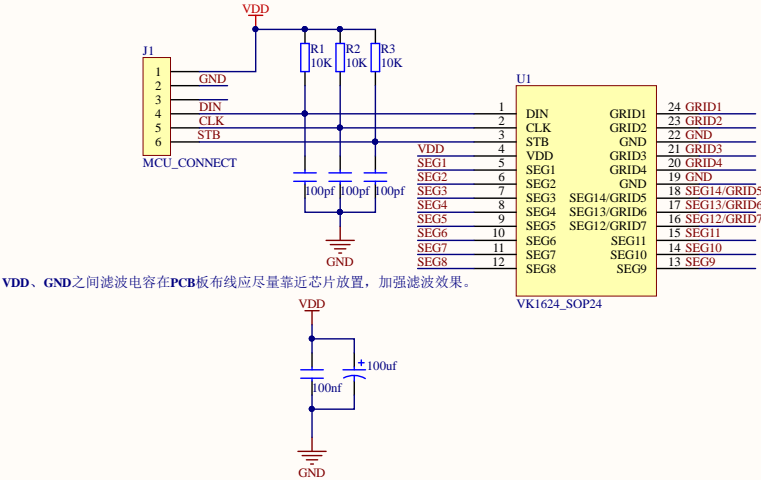 VDD
J1
1
2 GND
3
4 DIN
5 CLK
6 STB
MCU_CONNECT
R1 R2 R3
10K 10K 10K
100pf 100pf 100pf
GND
U1
1 DIN GRID1 24 GRID1
2 CLK GRID2 23 GRID2
3 STB GND 22 GND
VDD 4 VDD GRID3 21 GRID3
SEG1 5 SEG1 GRID4 20 GRID4
SEG2 6 SEG2 GND 19 GND
SEG3 7 SEG3 SEG14/GRID5 18 SEG14/GRID5
SEG4 8 SEG4 SEG13/GRID6 17 SEG13/GRID6
SEG5 9 SEG5 SEG12/GRID7 16 SEG12/GRID7
SEG6 10 SEG6 SEG11 15 SEG11
SEG7 11 SEG7 SEG10 14 SEG10
SEG8 12 SEG8 SEG9 13 SEG9
VK1624_SOP24
VDD、GND之间滤波电容在PCB板布线应尽量靠近芯片放置，加强滤波效果。
VDD
+ 100uf
100nf
GND